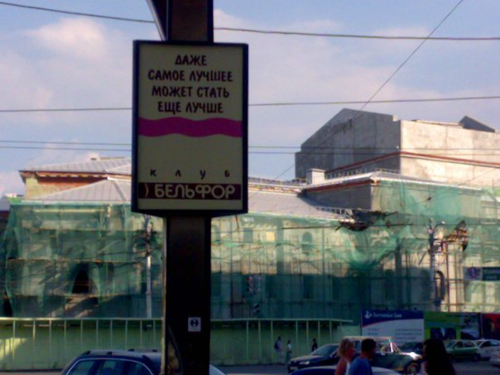 ДАЖЕ
САМОЕ ЛУЧШЕЕ
МОЖЕТ СТАТЬ
ЕЩЕ ЛУЧШЕ
КЛУБ
БЕЛЬФОР